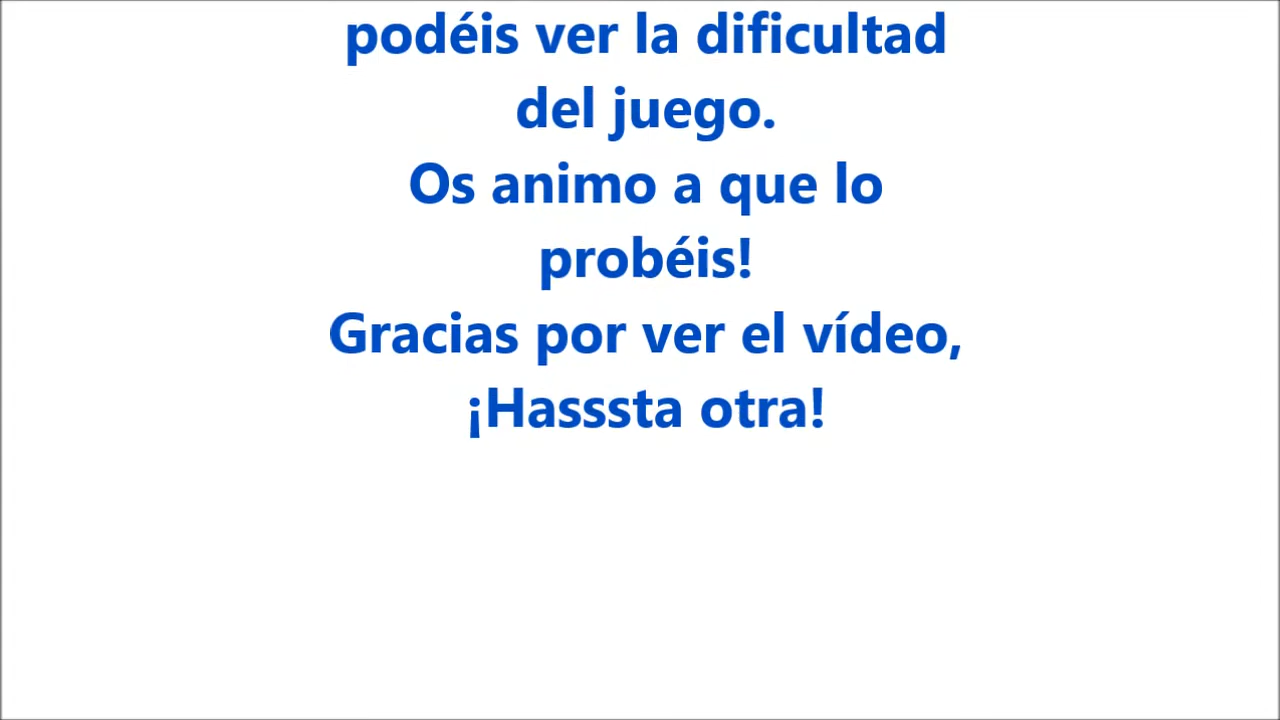 podéis ver la dificultad
del juego.
Os animo a que lo
probéis!
Gracias por ver el vídeo,
¡Hasssta otra!